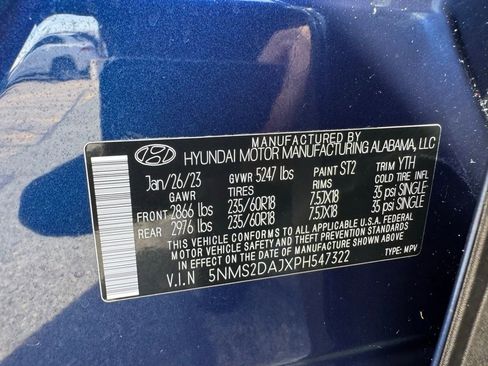 MANUFACTURED BY
HYUNDAI MOTOR MANUFACTURING ALABAMA, LLC
Jan/26/23 GVWR 5247 lbs PAINT ST2 TRIM YTH
GAWR TIRES RIMS COLD TIRE INFL
FRONT 2866 lbs 235/60R18 7.5JX18 35 psi SINGLE
REAR 2976 lbs 235/60R18 7.5JX18 35 psi SINGLE
THIS VEHICLE CONFORMS TO ALL APPLICABLE U.S.A. FEDERAL
MOTOR VEHICLE SAFETY AND THEFT PREVENTION STANDARDS
IN EFFECT ON THE DATE OF MANUFACTURE SHOWN ABOVE.
V.I.N 5NMS2DAJXPH547322 TYPE: MPV